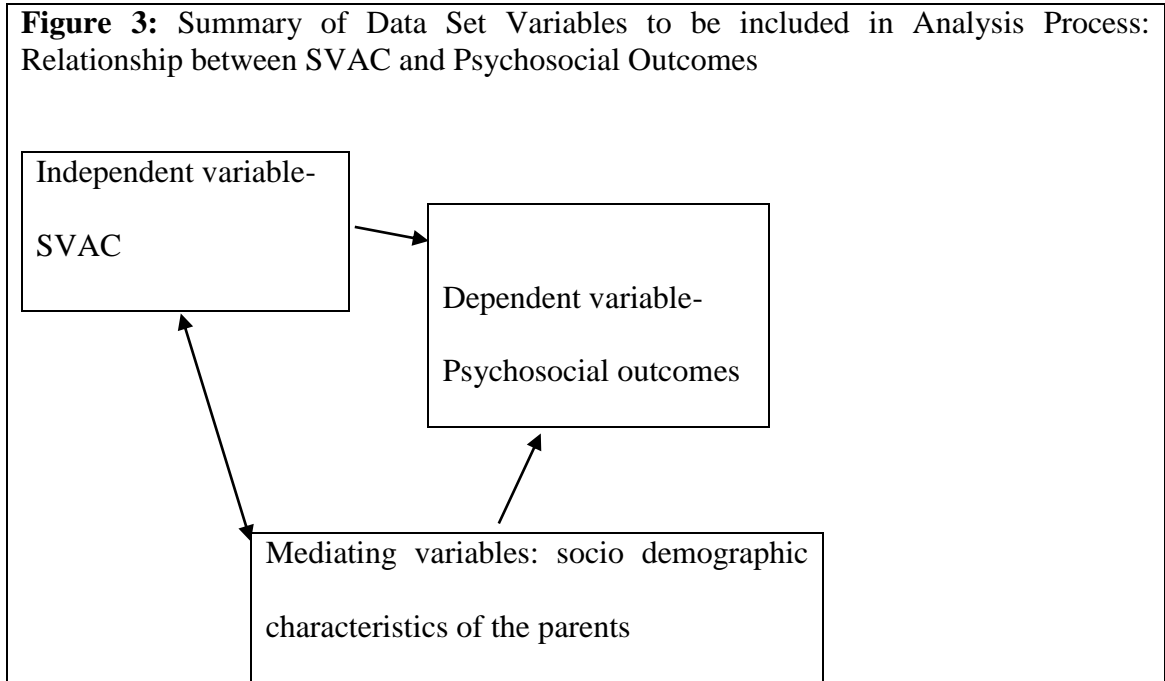 Figure 3: Summary of Data Set Variables to be included in Analysis Process:
Relationship between SVAC and Psychosocial Outcomes
Independent variable-
SVAC
Dependent variable-
Psychosocial outcomes
Mediating variables: socio demographic
characteristics of the parents